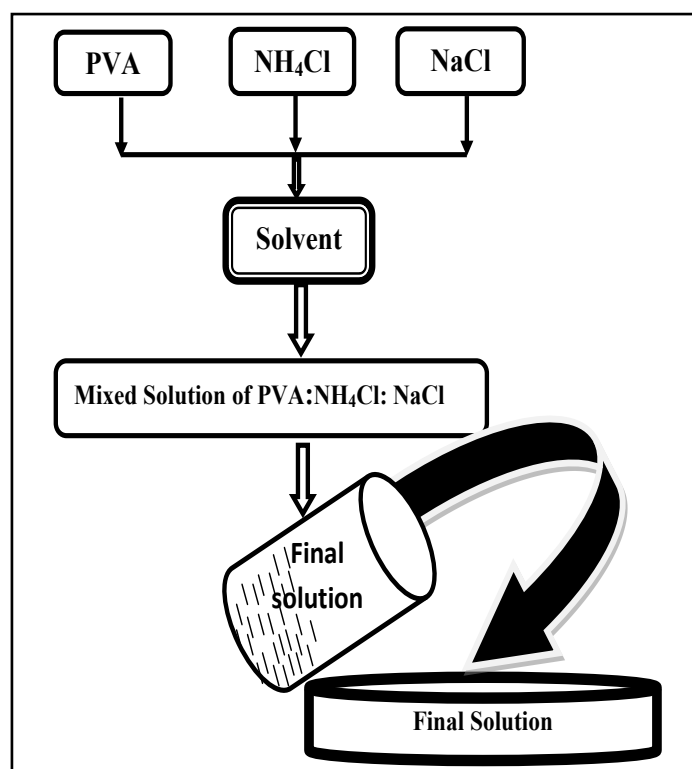 PVA
NH₄Cl
NaCl
Solvent
Mixed Solution of PVA:NH₄Cl: NaCl
Final
solution
Final Solution